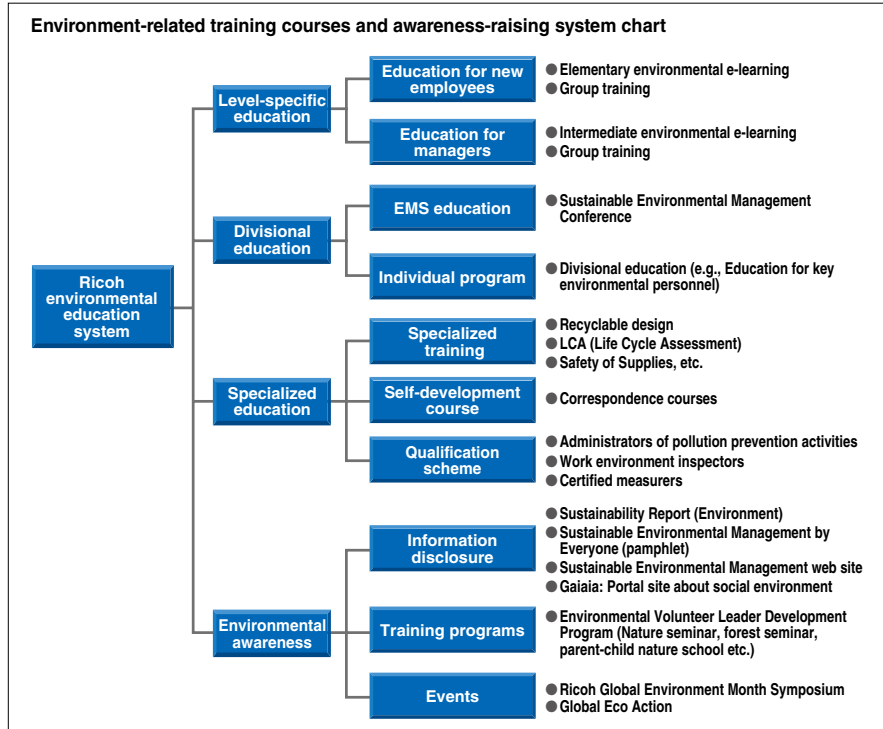 Environment-related training courses and awareness-raising system chart
Ricoh
environmental
education
system
Level-specific
education
Education for new
employees
● Elementary environmental e-learning
● Group training
Education for
managers
● Intermediate environmental e-learning
● Group training
Divisional
education
EMS education
● Sustainable Environmental Management
Conference
Individual program
● Divisional education (e.g., Education for key
environmental personnel)
Specialized
education
Specialized
training
● Recyclable design
● LCA (Life Cycle Assessment)
● Safety of Supplies, etc.
Self-development
course
● Correspondence courses
Qualification
scheme
● Administrators of pollution prevention activities
● Work environment inspectors
● Certified measurers
Environmental
awareness
Information
disclosure
● Sustainability Report (Environment)
● Sustainable Environmental Management by
Everyone (pamphlet)
● Sustainable Environmental Management web site
● Gaiaia: Portal site about social environment
Training programs
● Environmental Volunteer Leader Development
Program (Nature seminar, forest seminar,
parent-child nature school etc.)
Events
● Ricoh Global Environment Month Symposium
● Global Eco Action